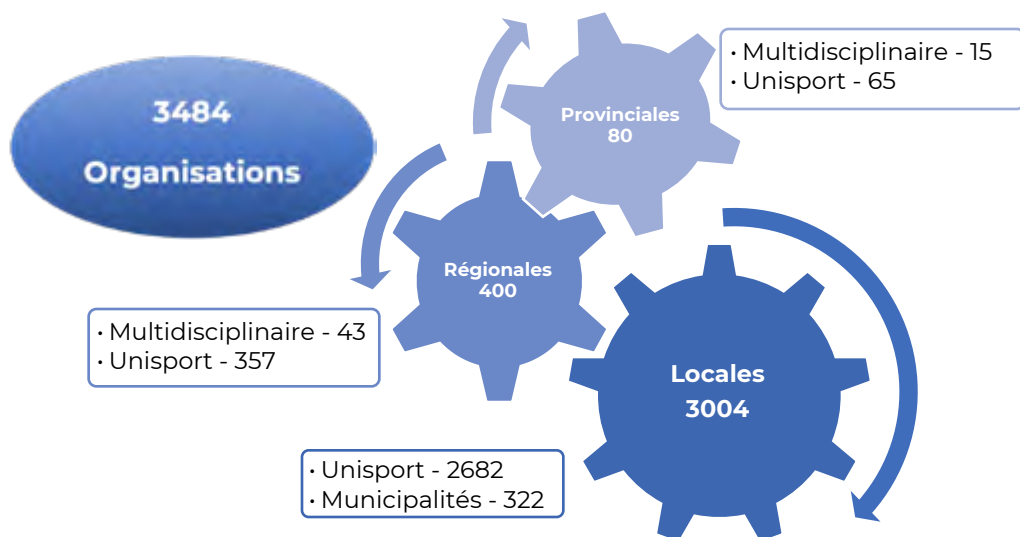 3484
Organisations
Provinciales
80
· Multidisciplinaire - 15
· Unisport - 65
Régionales
400
· Multidisciplinaire - 43
· Unisport - 357
Locales
3004
· Unisport - 2682
· Municipalités - 322